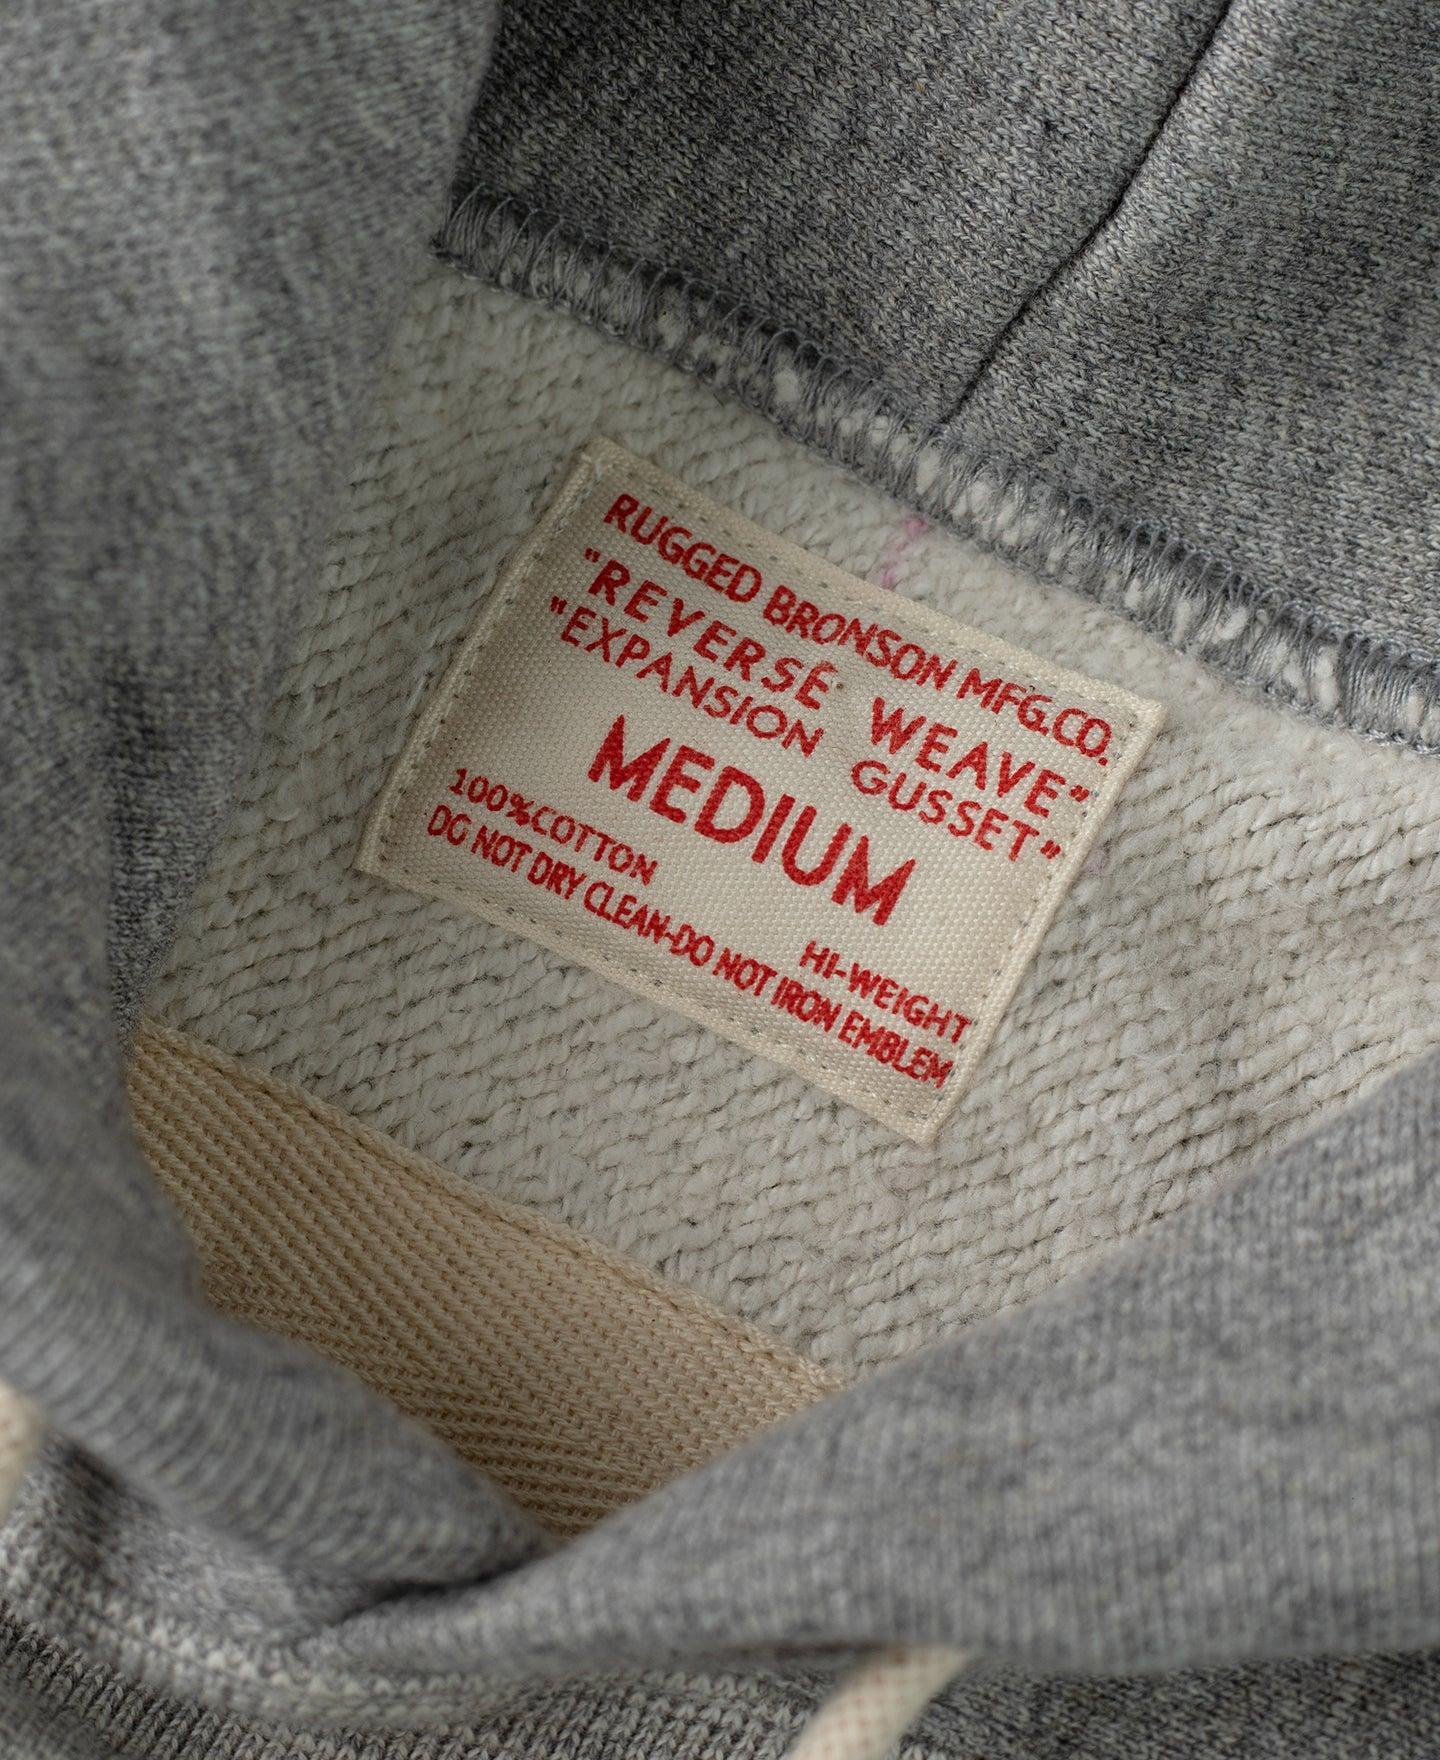 RUGGED BRONSON MFG.CO.
"REVERSE WEAVE"
"EXPANSION GUSSET"
MEDIUM
100%COTTON HI-WEIGHT
DO NOT DRY CLEAN-DO NOT IRON EMBLEM